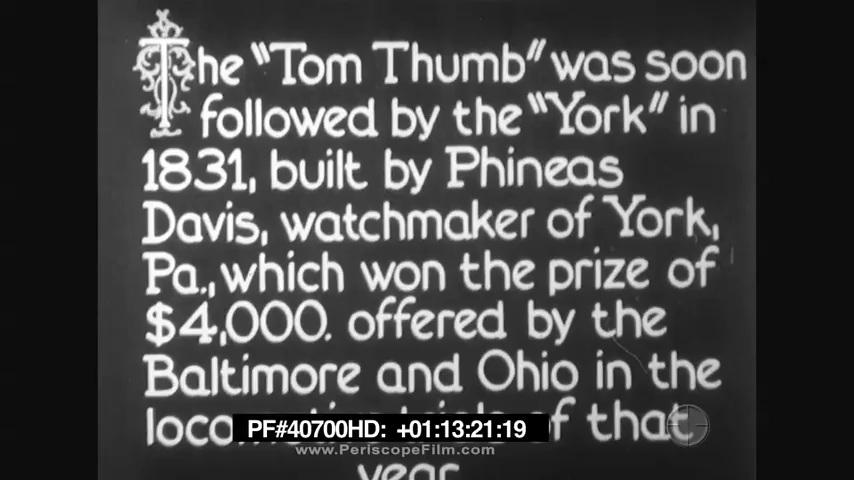 The "Tom Thumb" was soon
followed by the "York" in
1831, built by Phineas
Davis, watchmaker of York,
Pa., which won the prize of
$4,000. offered by the
Baltimore and Ohio in the
of that
PF#40700HD: +01:13:21:19
www.PeriscopeFilm.com
year